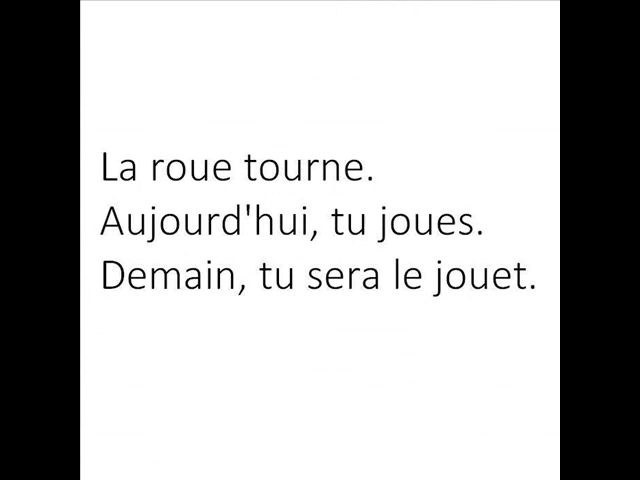 La roue tourne.
Aujourd'hui, tu joues.
Demain, tu sera le jouet.